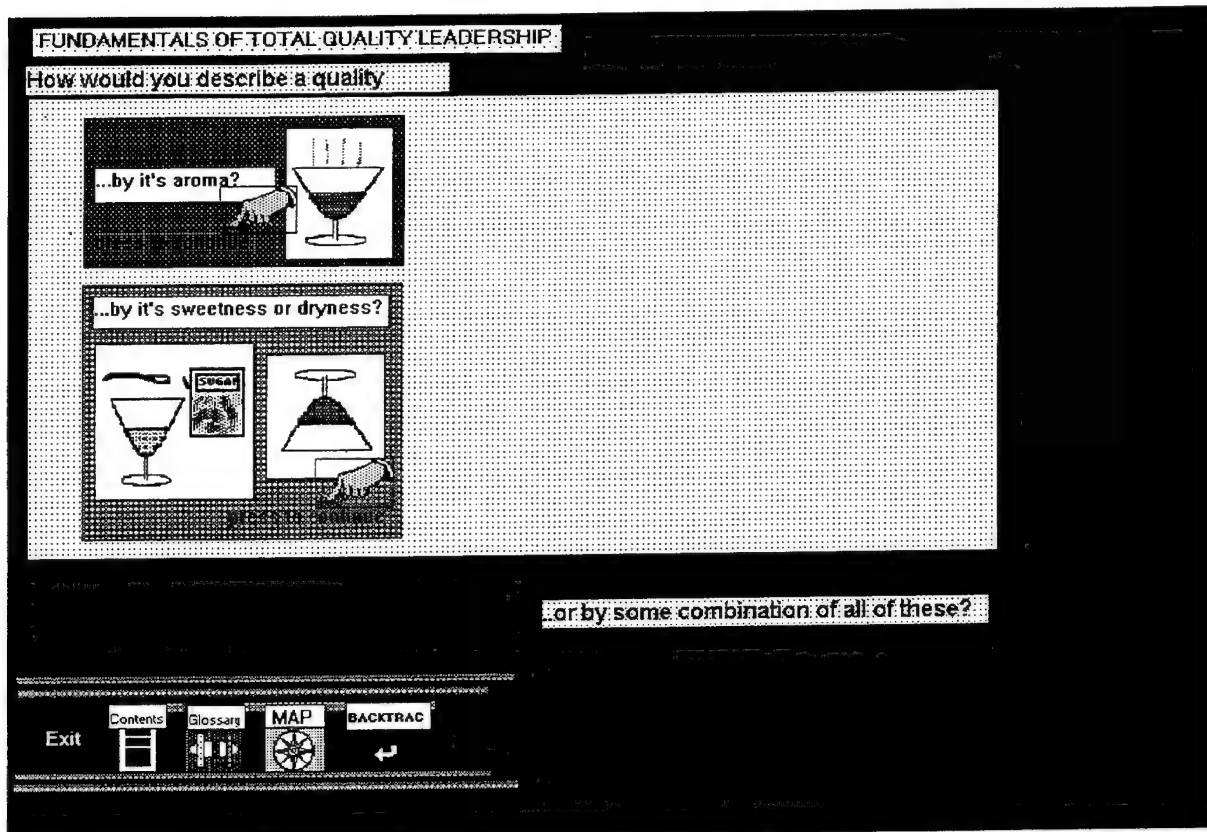 FUNDAMENTALS OF TOTAL QUALITY LEADERSHIP
How would you describe a quality
...by it's aroma?
...by it's sweetness or dryness?
SUGAR
...or by some combination of all of these?
Exit
Contents
Glossary
MAP
BACKTRAC